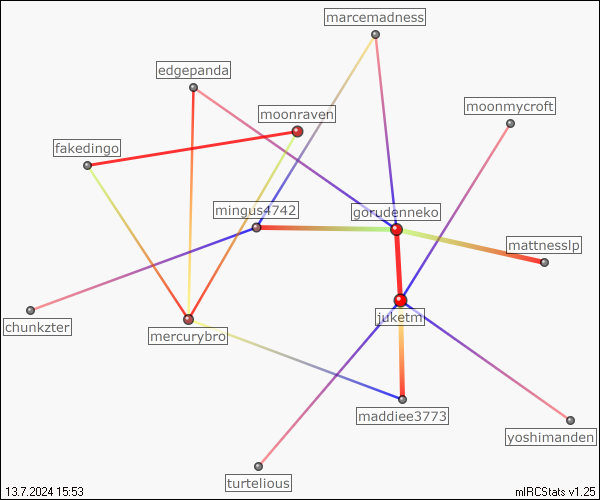 marcemadness
edgepanda
moonmycroft
moonraven
fakedingo
mingus4742
gorudenneko
mattnesslp
chunkzter
juketm
mercurybro
maddiee3773
yoshimanden
turtelious
13.7.2024 15:53
mIRCStats v1.25